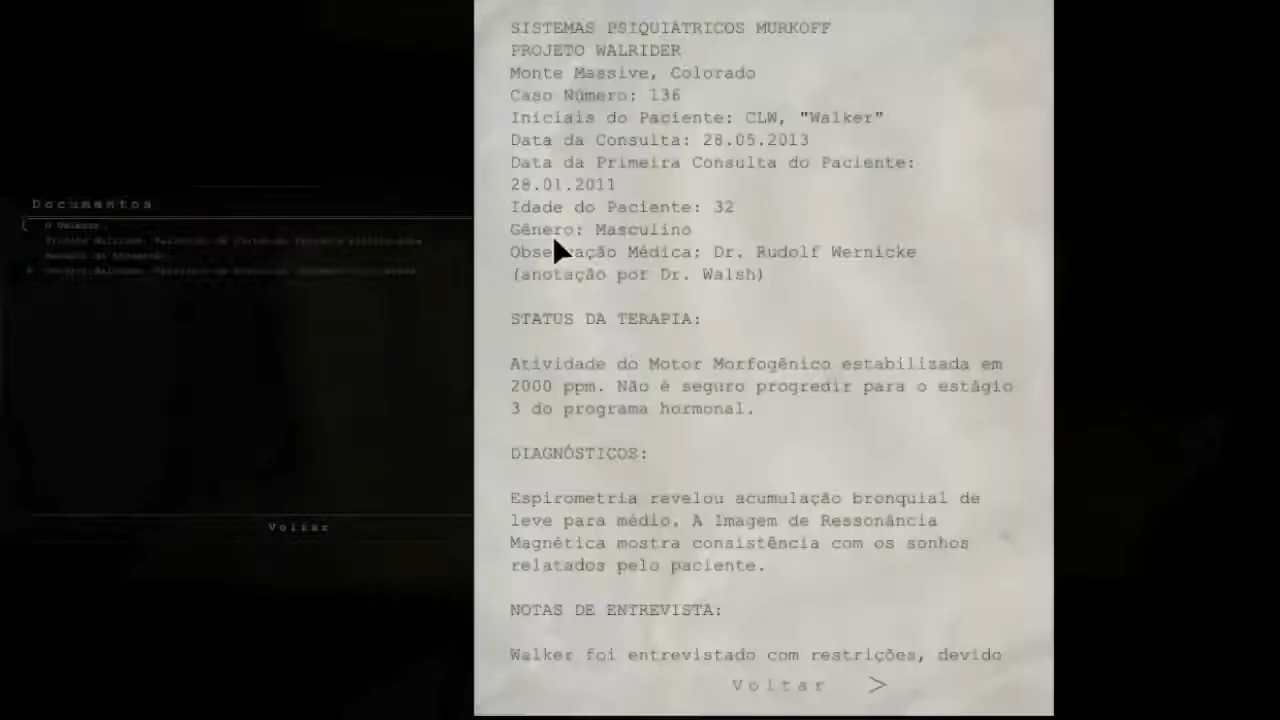 Documentos
Voltar
SISTEMAS PSIQUIÁTRICOS MURKOFF
PROJETO WALRIDER
Monte Massive, Colorado
Caso Número: 136
Iniciais do Paciente: CLW, "Walker"
Data da Consulta: 28.05.2013
Data da Primeira Consulta do Paciente:
28.01.2011
Idade do Paciente: 32
Gênero: Masculino
Observação Médica: Dr. Rudolf Wernicke
(anotação por Dr. Walsh)
STATUS DA TERAPIA:
Atividade do Motor Morfogênico estabilizada em
2000 ppm. Não é seguro progredir para o estágio
3 do programa hormonal.
DIAGNÓSTICOS:
Espirometria revelou acumulação bronquial de
leve para médio. A Imagem de Ressonância
Magnética mostra consistência com os sonhos
relatados pelo paciente.
NOTAS DE ENTREVISTA:
Walker foi entrevistado com restrições, devido
Voltar >